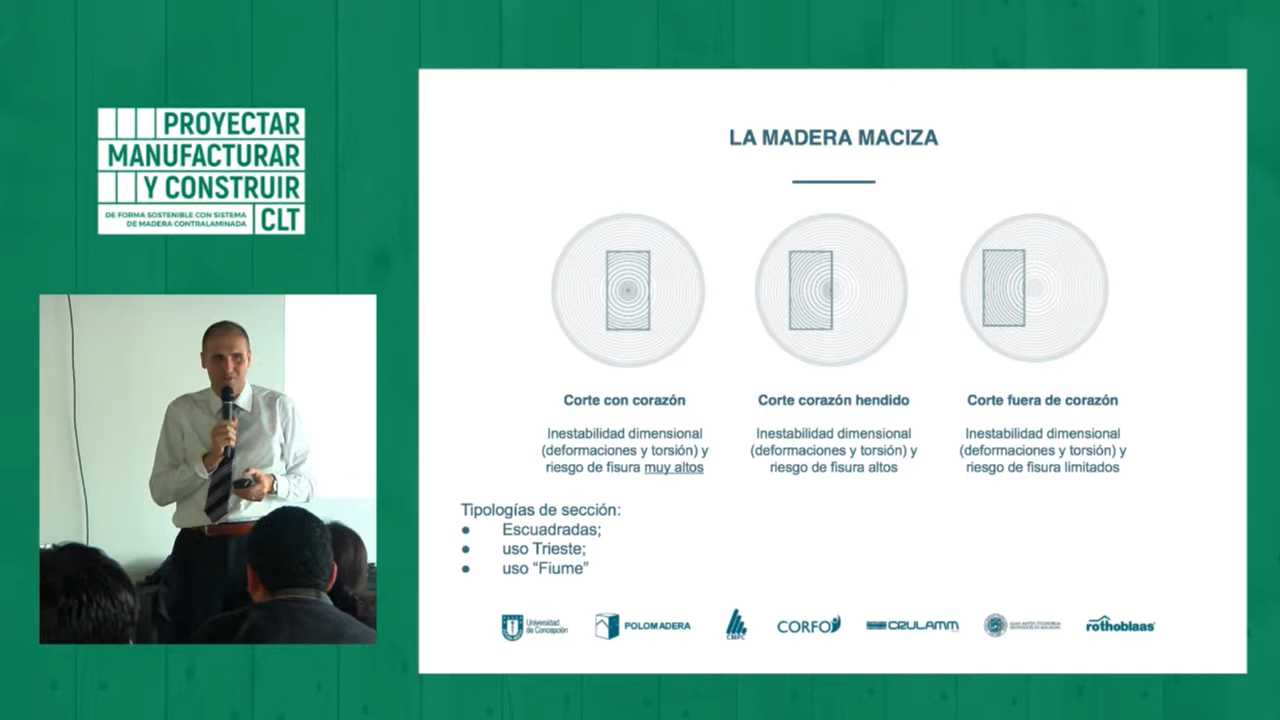 PROYECTAR
MANUFACTURAR
Y CONSTRUIR
DE FORMA SOSTENIBLE CON SISTEMA
DE MADERA CONTRALAMINADA
CLT
LA MADERA MACIZA
Corte con corazón
Inestabilidad dimensional
(deformaciones y torsión) y
riesgo de fisura muy altos
Corte corazón hendido
Inestabilidad dimensional
(deformaciones y torsión) y
riesgo de fisura altos
Corte fuera de corazón
Inestabilidad dimensional
(deformaciones y torsión) y
riesgo de fisura limitados
Tipologías de sección:
● Escuadradas;
● uso Trieste;
● uso “Fiume”
Universidad
de Concepción
POLOMADERA
CMPC
CORFO
CRULAMM
rothoblaas